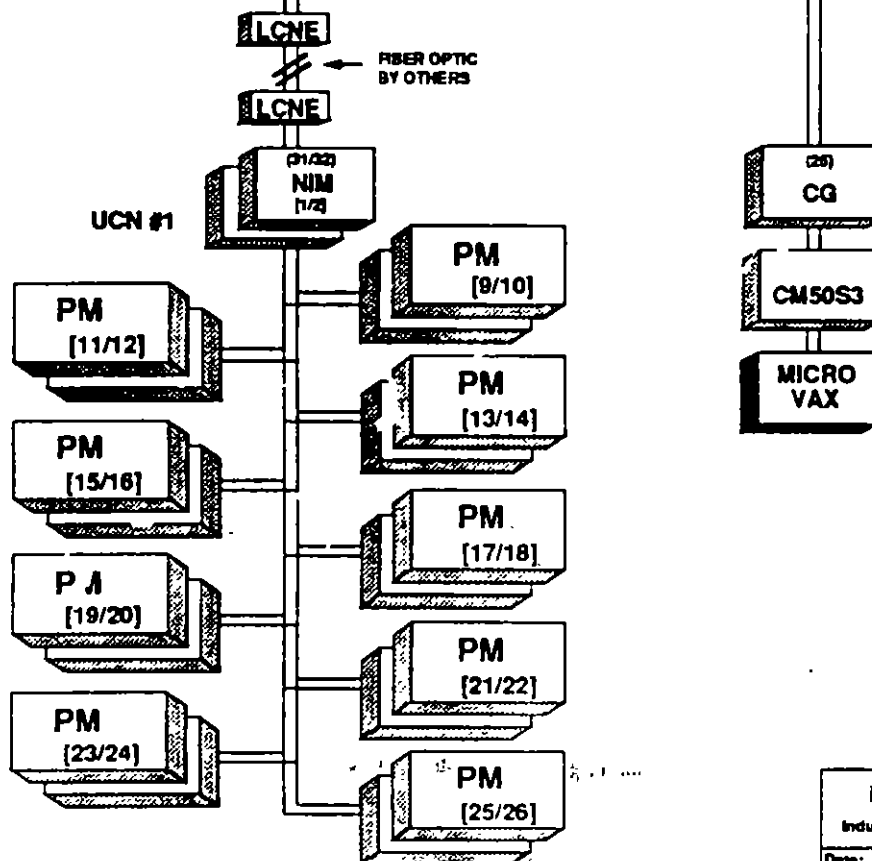 LCNE
FIBER OPTIC
BY OTHERS
LCNE
(31/32)
NIM
[1/2]
UCN #1
PM
[9/10]
PM
[11/12]
PM
[13/14]
PM
[15/16]
PM
[17/18]
[19/20]
PM
[21/22]
PM
[23/24]
PM
[25/26]
CG
CM50S3
MICRO
VAX
Date: